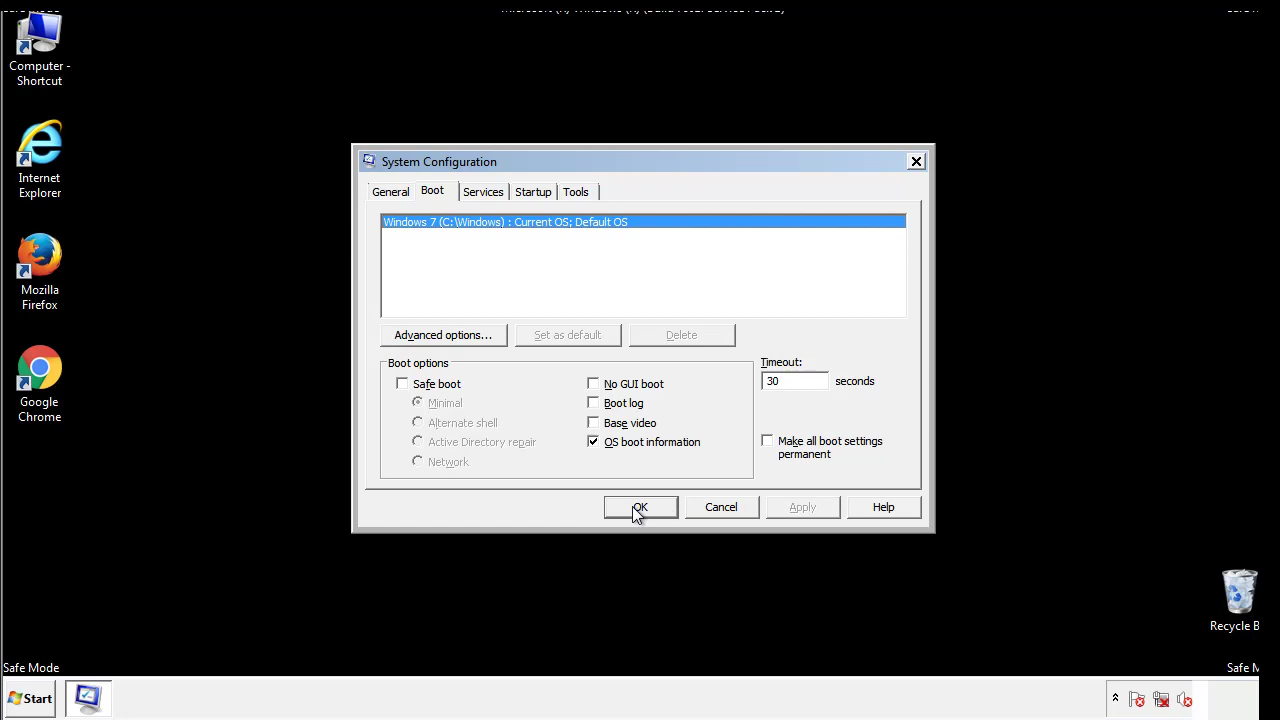 Computer -
Shortcut
Internet
Explorer
Mozilla
Firefox
Google
Chrome
System Configuration
General
Boot
Services
Startup
Tools
Windows 7 (C:\Windows) : Current OS; Default OS
Advanced options...
Set as default
Delete
Boot options
Safe boot
Minimal
Alternate shell
Active Directory repair
Network
No GUI boot
Boot log
Base video
OS boot information
Timeout:
30 seconds
Make all boot settings
permanent
OK
Cancel
Apply
Help
Recycle B
Safe Mode
Safe M
Start